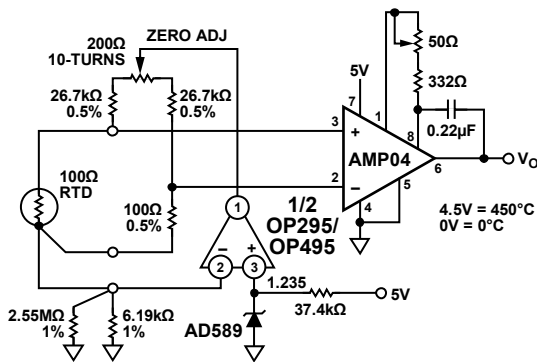 200Ω
10-TURNS
ZERO ADJ
26.7kΩ
0.5%
26.7kΩ
0.5%
50Ω
332Ω
5V
7
1
8
0.22µF
3
+
AMP04
6
VO
2
−
5
4
100Ω
RTD
100Ω
0.5%
1
1/2
OP295/
OP495
4.5V = 450°C
0V = 0°C
−
+
2
3
1.235
37.4kΩ
5V
2.55MΩ
1%
6.19kΩ
1%
AD589